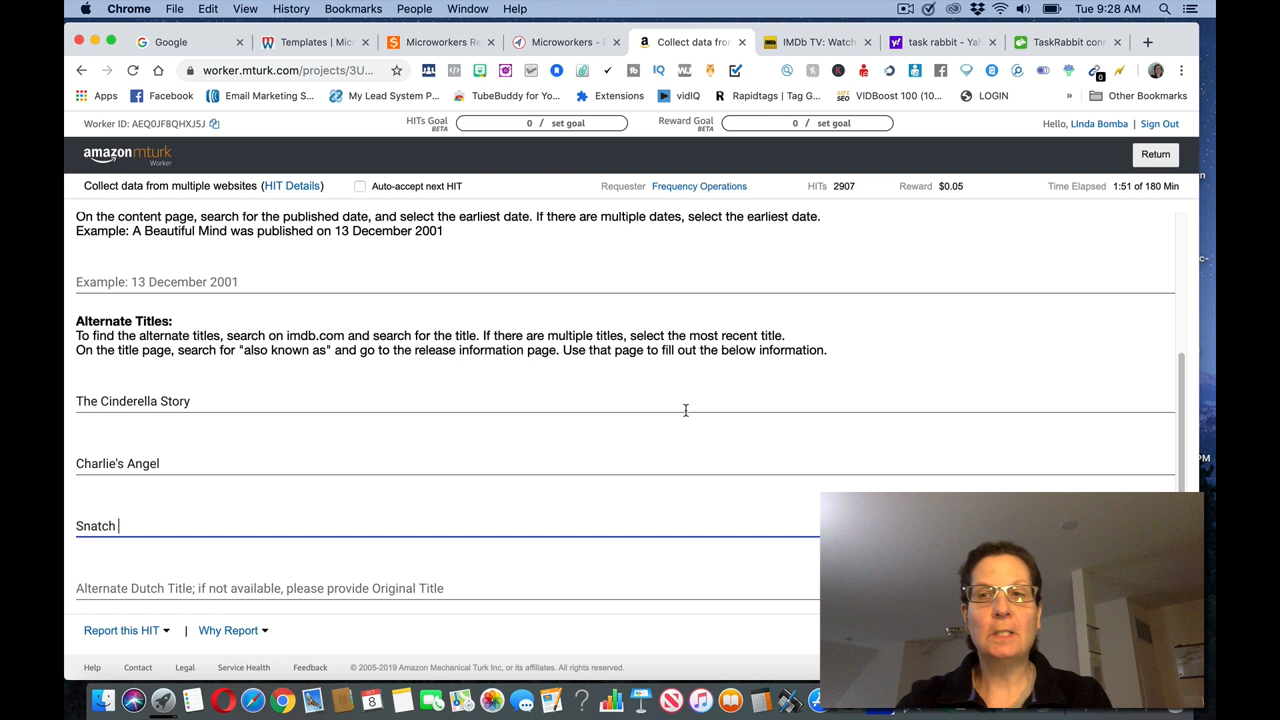 Chrome File Edit View History Bookmarks People Window Help Tue 9:28 AM
Google Templates | Mic Microworkers Re Microworkers - F Collect data fron IMDb TV: Watch task rabbit - Yah TaskRabbit conr
worker.mturk.com/projects/3U...
Apps Facebook Email Marketing S... My Lead System P... TubeBuddy for Yo... Extensions vidIQ Rapidtags | Tag G... VIDBoost 100 (10... LOGIN » Other Bookmarks
Worker ID: AEQ0JF8QHXJ5J HITs Goal BETA 0 / set goal Reward Goal BETA 0 / set goal Hello, LInda Bomba | Sign Out
amazon mturk Worker Return
Collect data from multiple websites (HIT Details) Auto-accept next HIT Requester Frequency Operations HITs 2907 Reward $0.05 Time Elapsed 1:51 of 180 Min
On the content page, search for the published date, and select the earliest date. If there are multiple dates, select the earliest date.
Example: A Beautiful Mind was published on 13 December 2001
Example: 13 December 2001
Alternate Titles:
To find the alternate titles, search on imdb.com and search for the title. If there are multiple titles, select the most recent title.
On the title page, search for "also known as" and go to the release information page. Use that page to fill out the below information.
The Cinderella Story
Charlie's Angel
Snatch
Alternate Dutch Title; if not available, please provide Original Title
Report this HIT | Why Report
Help Contact Legal Service Health Feedback © 2005-2019 Amazon Mechanical Turk Inc, or its affiliates. All rights reserved.